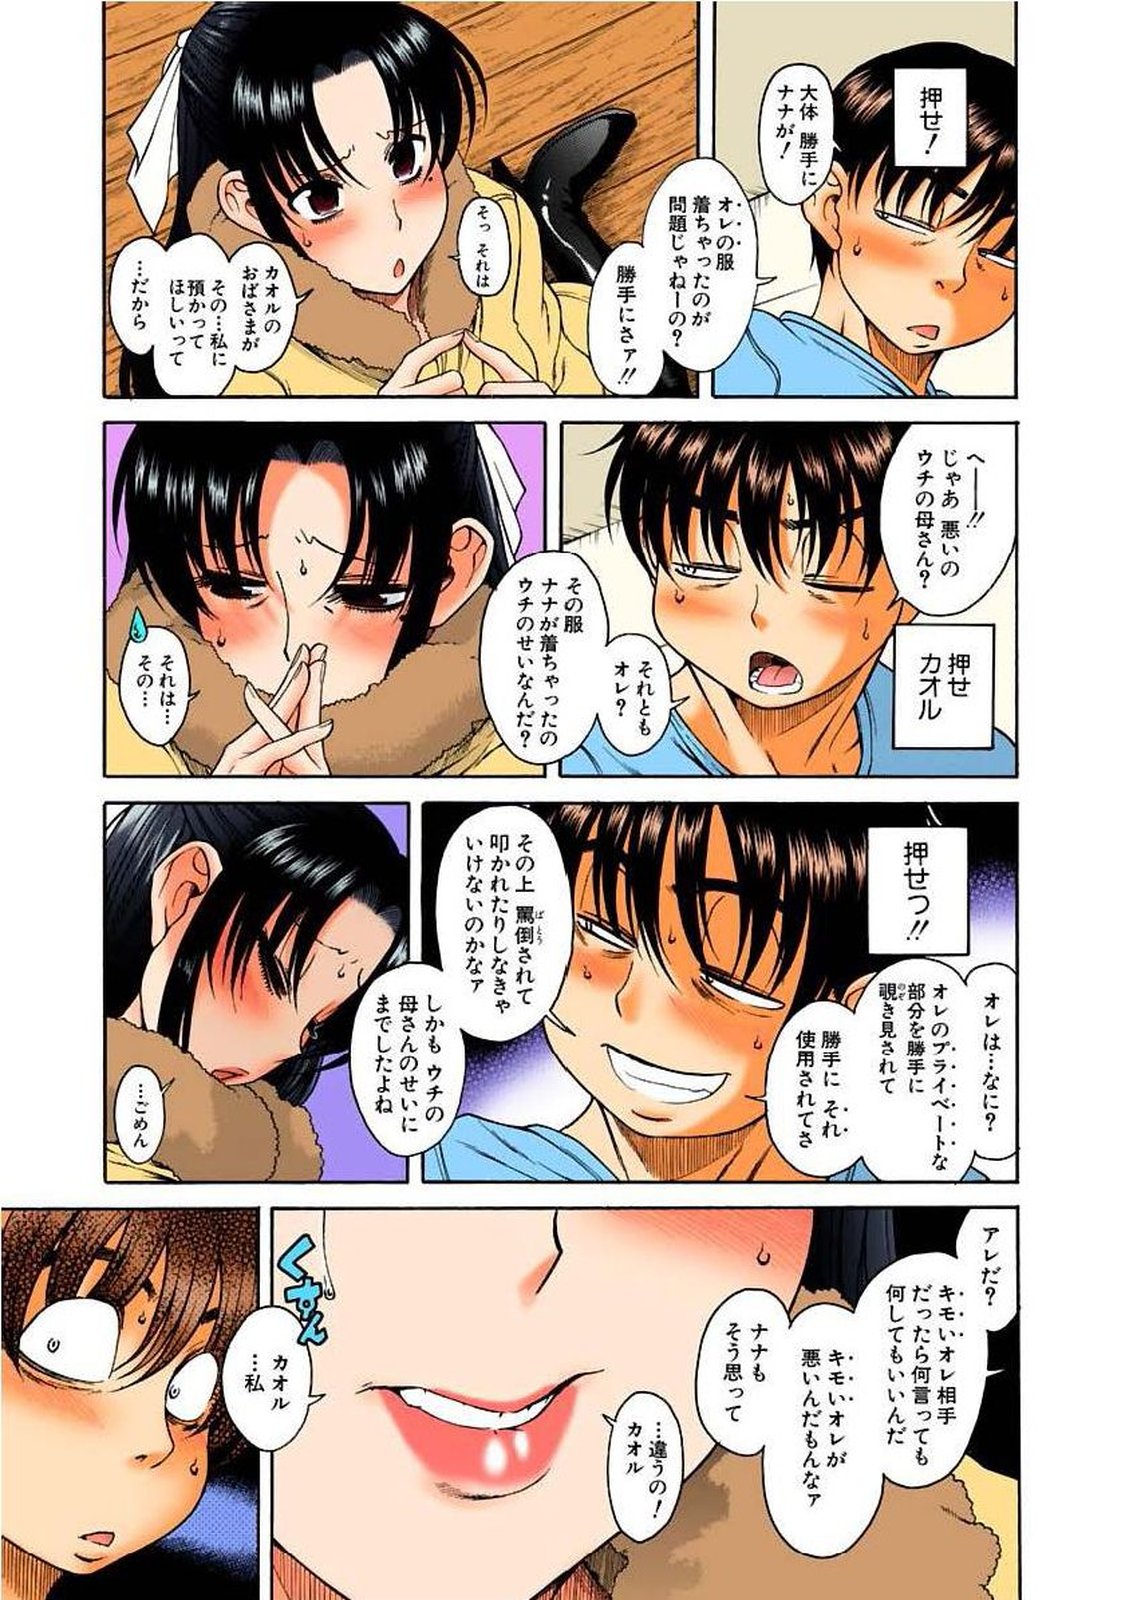 押せ!
大体 勝手に
ナナが!
オレの服
着ちゃったのが
問題じゃねーの?
勝手にさァ!!
そっ それは
カオルの
おばさまが
その…私に
預かって
ほしいって
…だから
へ――!!
じゃあ 悪いの
ウチの母さん?
押せ
カオル
それとも
オレ?
その服
ナナが着ちゃったの
ウチのせいなんだ?
それは…
その…
押せつ!!
オレは…なに?
オレのプライベートな
部分を勝手に
覗き見されて
勝手に それ
使用されてさ
その上 罵倒されて
叩かれたりしなきゃ
いけないのかなァ
しかも ウチの
母さんのせいに
までしたよね
…ごめん
アレだ?
キモいオレ相手
だったら何言っても
何してもいいんだ
キモいオレが
悪いんだもんなァ
ナナも
そう思って
…違うの!
カオル
くすん
カオル
…私